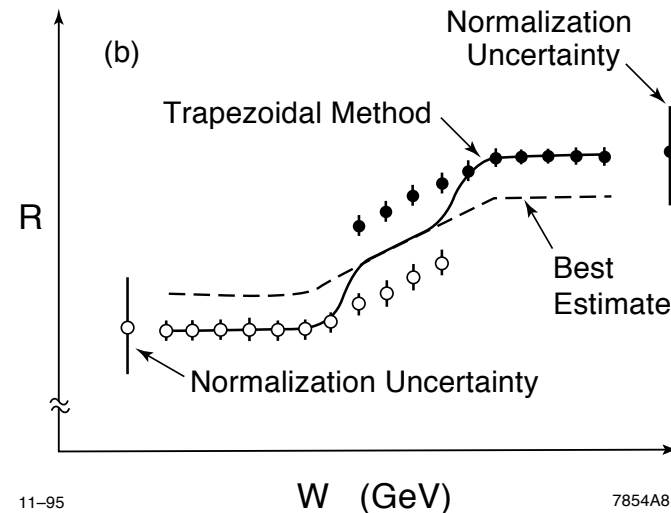 Normalization
Uncertainty
(b)
Trapezoidal Method
R
Best
Estimate
Normalization Uncertainty
11–95
W (GeV)
7854A8